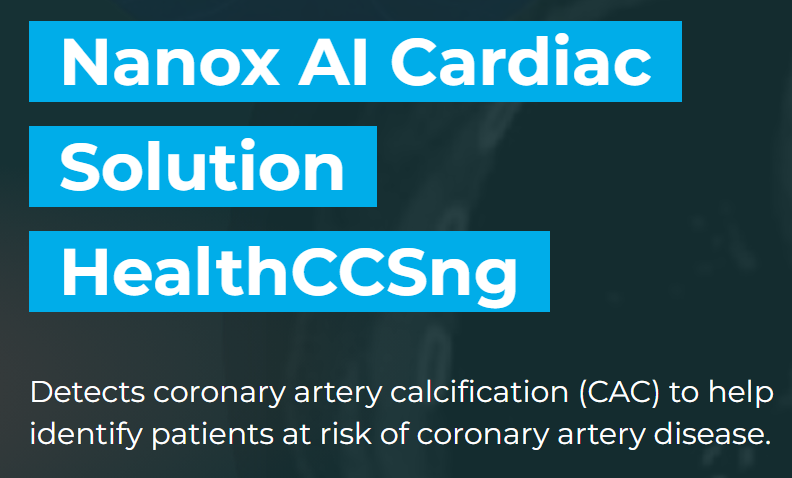 Nanox AI Cardiac
Solution
HealthCCSng
Detects coronary artery calcification (CAC) to help
identify patients at risk of coronary artery disease.